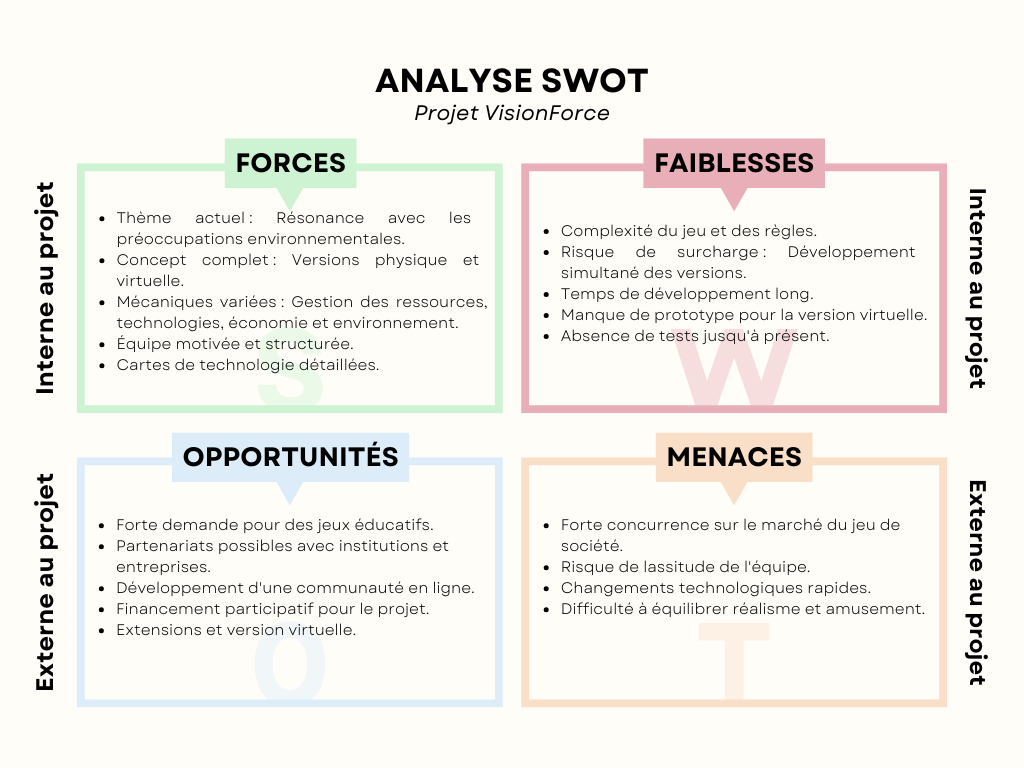 ANALYSE SWOT
Projet VisionForce
Interne au projet
FORCES
Thème actuel : Résonance avec les
préoccupations environnementales.
Concept complet : Versions physique et
virtuelle.
Mécaniques variées : Gestion des ressources,
technologies, économie et environnement.
Équipe motivée et structurée.
Cartes de technologie détaillées.
S
FAIBLESSES
Complexité du jeu et des règles.
Risque de surcharge : Développement
simultané des versions.
Temps de développement long.
Manque de prototype pour la version virtuelle.
Absence de tests jusqu'à présent.
W
Interne au projet
Externe au projet
OPPORTUNITÉS
Forte demande pour des jeux éducatifs.
Partenariats possibles avec institutions et
entreprises.
Développement d'une communauté en ligne.
Financement participatif pour le projet.
Extensions et version virtuelle.
O
MENACES
Forte concurrence sur le marché du jeu de
société.
Risque de lassitude de l'équipe.
Changements technologiques rapides.
Difficulté à équilibrer réalisme et amusement.
T
Externe au projet